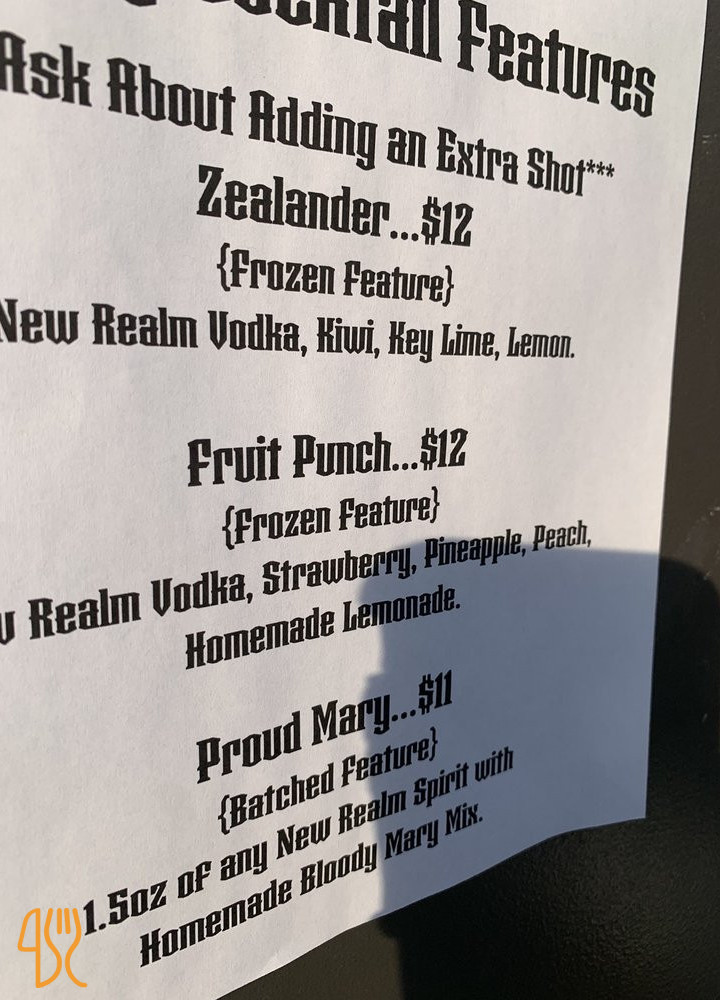 Cocktail Features
Ask About Adding an Extra Shot***
Zealander...$12
{Frozen Feature}
New Realm Vodka, Kiwi, Key Lime, Lemon.
Fruit Punch...$12
{Frozen Feature}
Realm Vodka, Strawberry, Pineapple, Peach,
Homemade Lemonade.
Proud Mary...$11
{Batched Feature}
1.5oz of any New Realm Spirit with
Homemade Bloody Mary Mix.